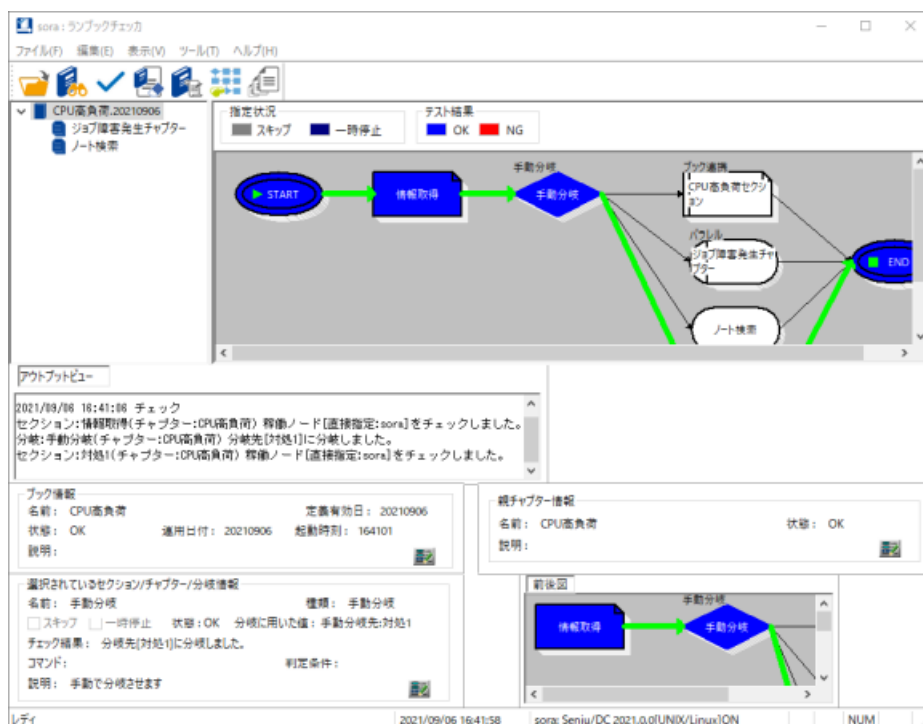 sora : ランブックチェッカ
ファイル(F) 編集(E) 表示(V) ツール(T) ヘルプ(H)
CPU高負荷.20210906
ジョブ障害発生チャプター
ノート検索
指定状況
スキップ 一時停止
テスト結果
OK NG
START
情報取得
手動分岐
手動分岐
ブック連携
CPU高負荷セクション
パラレル
ジョブ障害発生チャプター
ノート検索
END
アウトプットビュー
2021/09/06 16:41:06 チェック
セクション:情報取得(チャプター:CPU高負荷) 稼働ノード[直接指定:sora]をチェックしました。
分岐:手動分岐(チャプター:CPU高負荷) 分岐先[対処1]に分岐しました。
セクション:対処1(チャプター:CPU高負荷) 稼働ノード[直接指定:sora]をチェックしました。
ブック情報
名前: CPU高負荷 定義有効日: 20210906
状態: OK 運用日付: 20210906 起動時刻: 164101
説明:
親チャプター情報
名前: CPU高負荷 状態: OK
説明:
選択されているセクション/チャプター/分岐情報
名前: 手動分岐 種類: 手動分岐
スキップ 一時停止 状態:OK 分岐に用いた値: 手動分岐先:対処1
チェック結果: 分岐先[対処1]に分岐しました。
コマンド: 判定条件:
説明: 手動で分岐させます
前後図
手動分岐
情報取得
手動分岐
レディ 2021/09/06 16:41:58 sora: Senju/DC 2021.0.0[UNIX/Linux]ON NUM